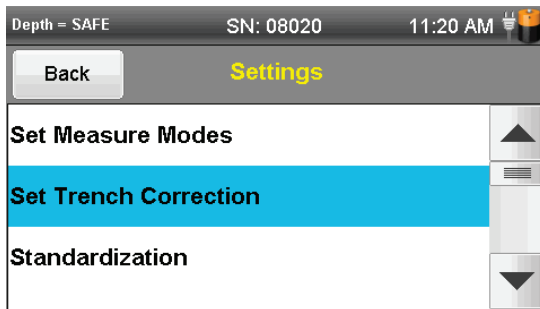 Depth = SAFE SN: 08020 11:20 AM
Back Settings
Set Measure Modes
Set Trench Correction
Standardization